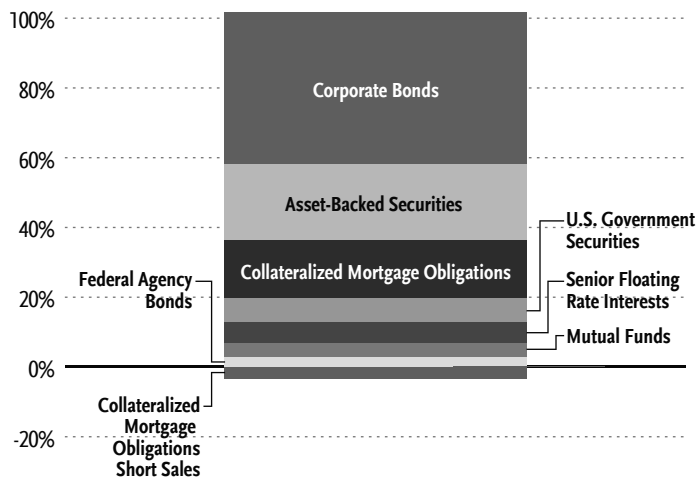 100%
80%
60%
40%
20%
0%
-20%
Corporate Bonds
Asset-Backed Securities
Collateralized Mortgage Obligations
U.S. Government
Securities
Senior Floating
Rate Interests
Mutual Funds
Federal Agency
Bonds
Collateralized
Mortgage
Obligations
Short Sales